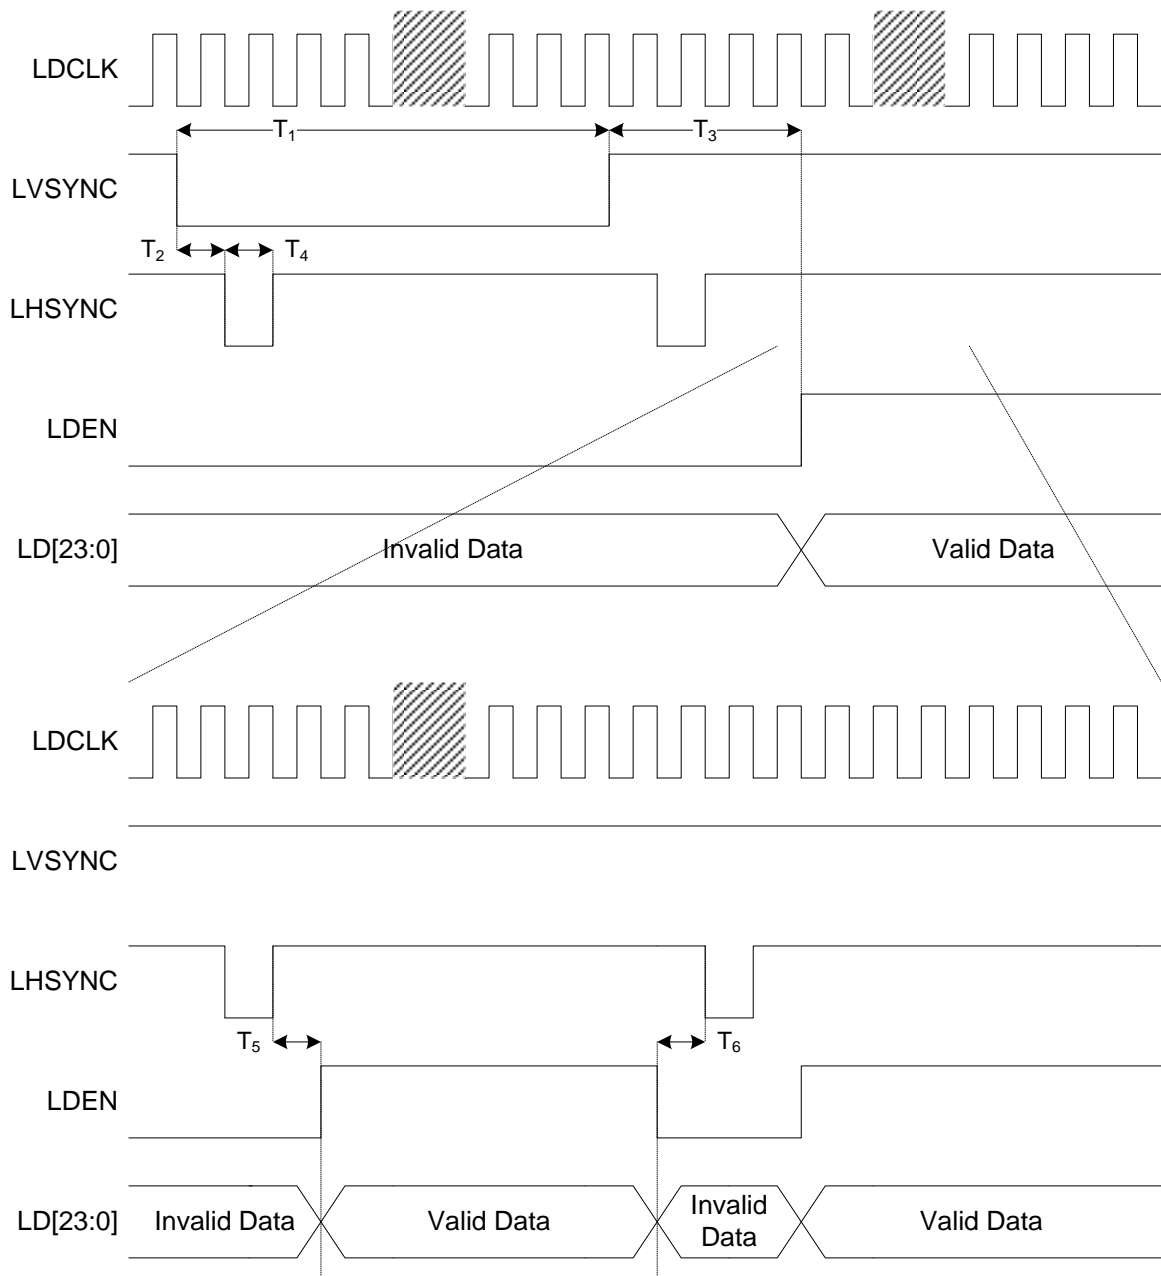 LDCLK
T1
T3
LVSYNC
T2
T4
LHSYNC
LDEN
LD[23:0]
Invalid Data
Valid Data
LDCLK
LVSYNC
LHSYNC
T5
T6
LDEN
LD[23:0]
Invalid Data
Valid Data
Invalid
Data
Valid Data